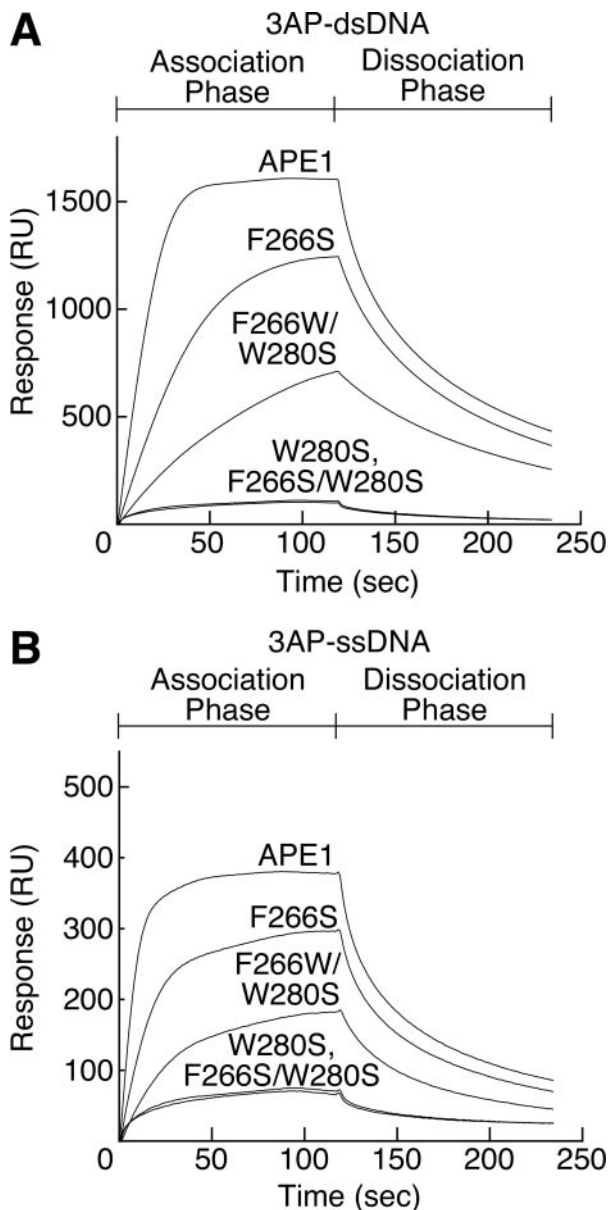 A
3AP-dsDNA
Association Phase
Dissociation Phase
Response (RU)
1500
1000
500
0
APE1
F266S
F266W/
W280S
W280S,
F266S/W280S
50
100
150
200
250
Time (sec)
B
3AP-ssDNA
Association Phase
Dissociation Phase
Response (RU)
500
400
300
200
100
0
APE1
F266S
F266W/
W280S
W280S,
F266S/W280S
50
100
150
200
250
Time (sec)